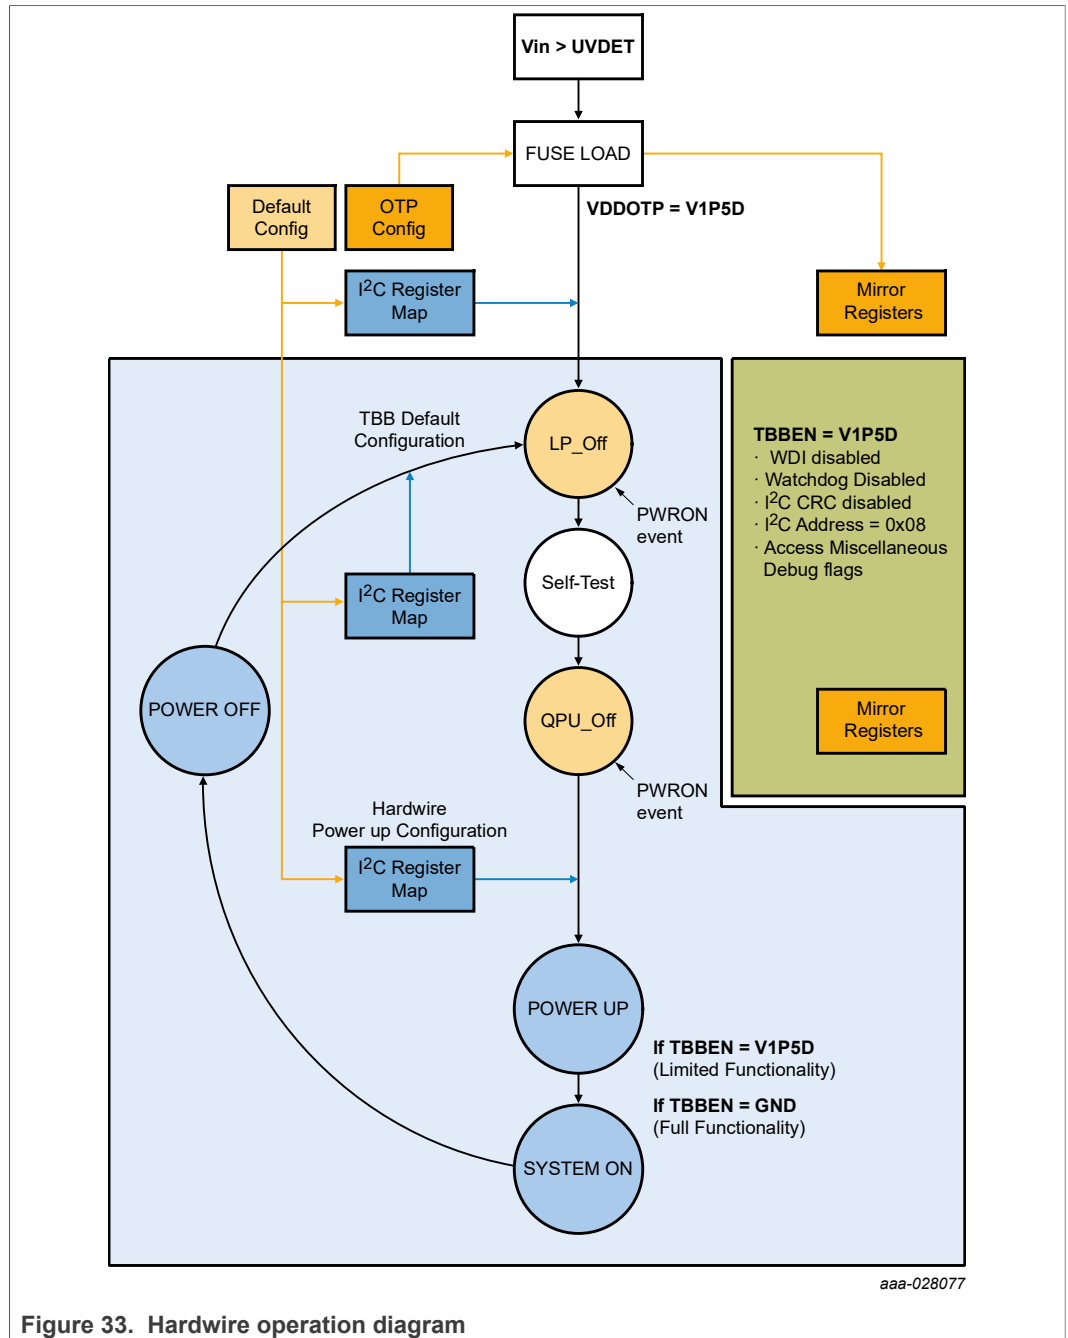 Vin > UVDET
FUSE LOAD
VDDOTP = V1P5D
Default
Config
OTP
Config
I2C Register
Map
Mirror
Registers
TBB Default
Configuration
LP_Off
PWRON
event
TBBEN = V1P5D
· WDI disabled
· Watchdog Disabled
· I2C CRC disabled
· I2C Address = 0x08
· Access Miscellaneous
Debug flags
Self-Test
I2C Register
Map
POWER OFF
QPU_Off
Mirror
Registers
PWRON
event
Hardwire
Power up Configuration
I2C Register
Map
POWER UP
If TBBEN = V1P5D
(Limited Functionality)
If TBBEN = GND
(Full Functionality)
SYSTEM ON
aaa-028077
Figure 33. Hardwire operation diagram